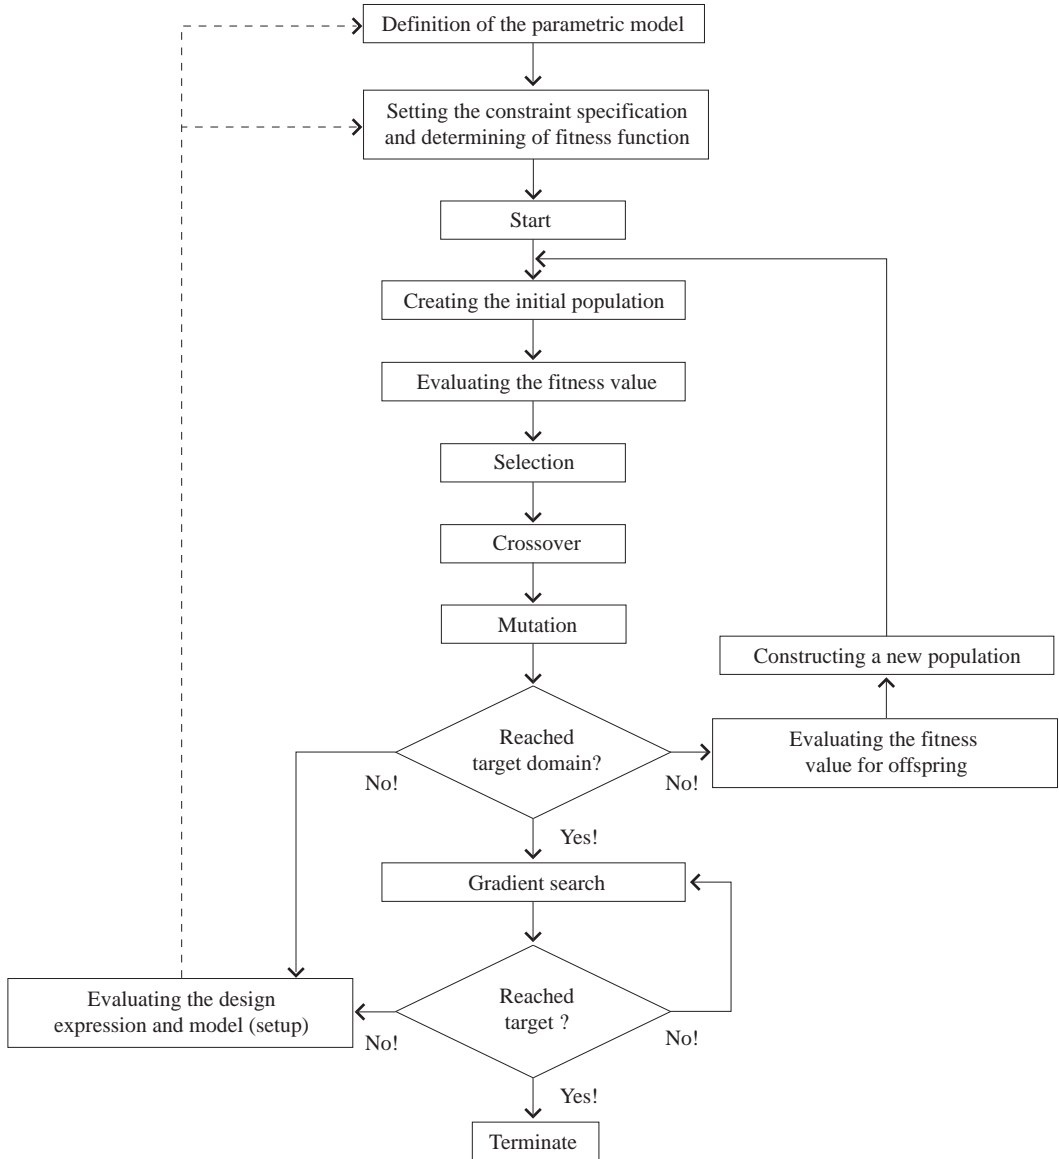 Definition of the parametric model
Setting the constraint specification
and determining of fitness function
Start
Creating the initial population
Evaluating the fitness value
Selection
Crossover
Mutation
Constructing a new population
Reached
target domain?
Evaluating the fitness
value for offspring
No!
No!
Yes!
Gradient search
Evaluating the design
expression and model (setup)
Reached
target ?
No!
No!
Yes!
Terminate